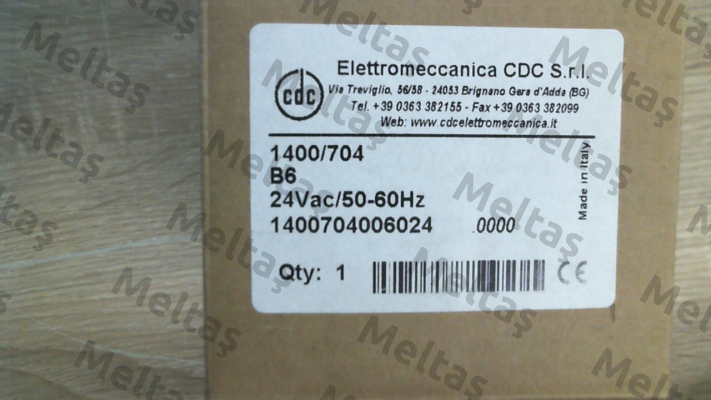 Elettromeccanica CDC S.r.l.
cdc
Via Treviglio, 56/58 - 24053 Brignano Gera d'Adda (BG)
Tel. +39 0363 382155 - Fax +39 0363 382099
Web: www.cdcelettromeccanica.it
1400/704
B6
24Vac/50-60Hz
1400704006024 .0000
Made in Italy
Qty: 1 CE
Meltaş